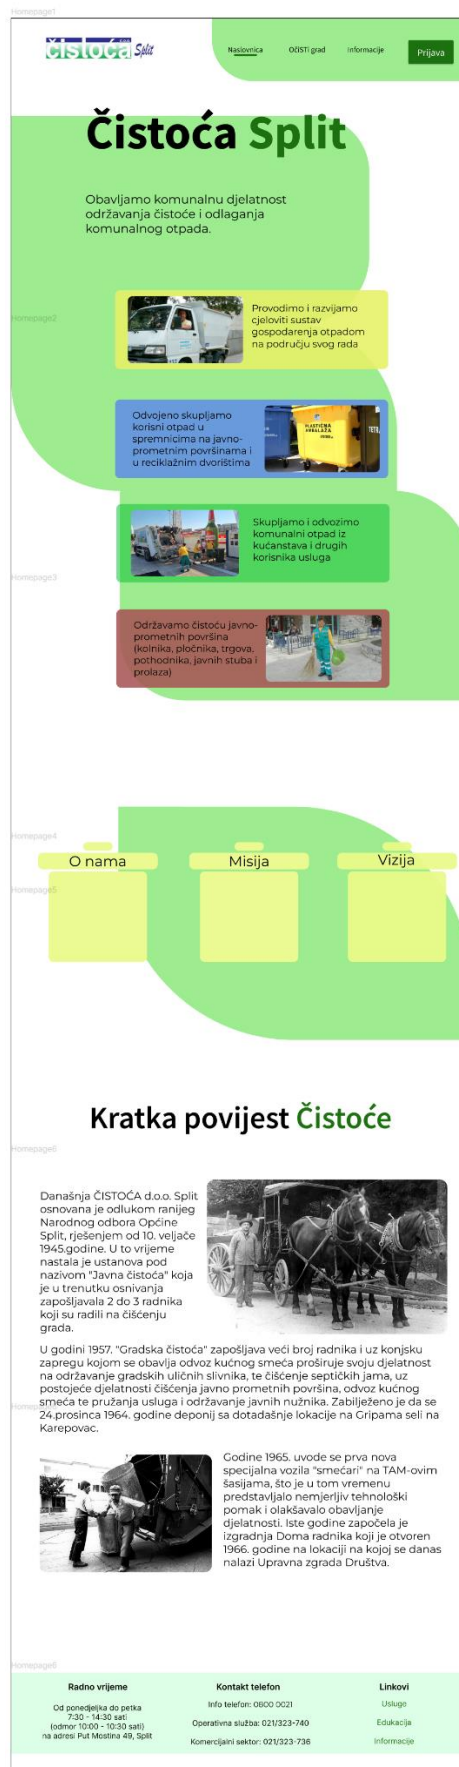 Homepage1
čistoća d.o.o. Split
Naslovnica
OčISTI grad
Informacije
Prijava
Čistoća Split
Obavljamo komunalnu djelatnost
održavanja čistoće i odlaganja
komunalnog otpada.
Homepage2
Provodimo i razvijamo
cjeloviti sustav
gospodarenja otpadom
na području svog rada
Odvojeno skupljamo
korisni otpad u
spremnicima na javno-
prometnim površinama i
u reciklažnim dvorištima
PLASTIČNA
AMBALAŽA
Skupljamo i odvozimo
komunalni otpad iz
kućanstava i drugih
korisnika usluga
Homepage3
Održavamo čistoću javno-
prometnih površina
(kolnika, pločnika, trgova,
pothodnika, javnih stuba i
prolaza)
Homepage4
O nama
Misija
Vizija
Homepage5
Kratka povijest Čistoće
Homepage6
Današnja ČISTOĆA d.o.o. Split
osnovana je odlukom ranijeg
Narodnog odbora Općine
Split, rješenjem od 10. veljače
1945.godine. U to vrijeme
nastala je ustanova pod
nazivom "Javna čistoća" koja
je u trenutku osnivanja
zapošljavala 2 do 3 radnika
koji su radili na čišćenju
grada.
U godini 1957. "Gradska čistoća" zapošljava veći broj radnika i uz konjsku
zapregu kojom se obavlja odvoz kućnog smeća proširuje svoju djelatnost
na održavanje gradskih uličnih slivnika, te čišćenje septičkih jama, uz
postojeće djelatnosti čišćenja javno prometnih površina, odvoz kućnog
smeća te pružanja usluga i održavanje javnih nužnika. Zabilježeno je da se
24.prosinca 1964. godine deponij sa dotadašnje lokacije na Gripama seli na
Karepovac.
Godine 1965. uvode se prva nova
specijalna vozila "smećari" na TAM-ovim
šasijama, što je u tom vremenu
predstavljalo nemjerljiv tehnološki
pomak i olakšavalo obavljanje
djelatnosti. Iste godine započela je
izgradnja Doma radnika koji je otvoren
1966. godine na lokaciji na kojoj se danas
nalazi Upravna zgrada Društva.
Radno vrijeme
Od ponedjeljka do petka
7:30 - 14:30 sati
(odmor 10:00 - 10:30 sati)
na adresi Put Mostina 49, Split
Kontakt telefon
Info telefon: 0800 0021
Operativna služba: 021/323-740
Komercijalni sektor: 021/323-736
Linkovi
Usluge
Edukacija
Informacije